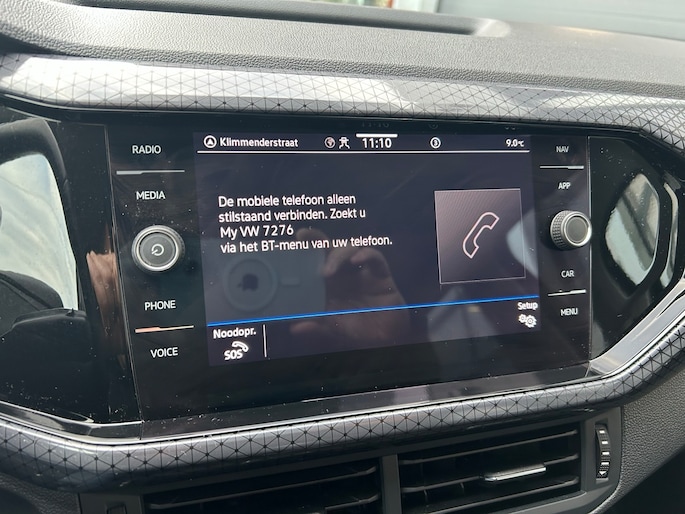 RADIO
MEDIA
PHONE
VOICE
Klimmenderstraat 11:10 3 9.0°C
De mobiele telefoon alleen
stilstaand verbinden. Zoekt u
My VW 7276
via het BT-menu van uw telefoon.
Noodopr.
SOS
Setup
NAV
APP
CAR
MENU